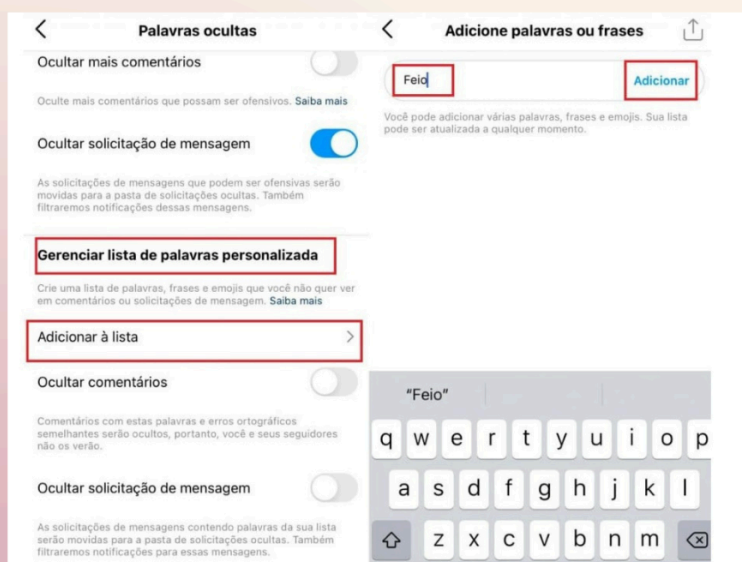 Palavras ocultas
Ocultar mais comentários
Oculte mais comentários que possam ser ofensivos. Saiba mais
Ocultar solicitação de mensagem
As solicitações de mensagens que podem ser ofensivas serão
movidas para a pasta de solicitações ocultas. Também
filtraremos notificações dessas mensagens.
Gerenciar lista de palavras personalizada
Crie uma lista de palavras, frases e emojis que você não quer ver
em comentários ou solicitações de mensagem. Saiba mais
Adicionar à lista
Ocultar comentários
Comentários com estas palavras e erros ortográficos
semelhantes serão ocultos, portanto, você e seus seguidores
não os verão.
Ocultar solicitação de mensagem
As solicitações de mensagens contendo palavras da sua lista
serão movidas para a pasta de solicitações ocultas. Também
filtraremos notificações para essas mensagens.
Adicione palavras ou frases
Feio
Adicionar
Você pode adicionar várias palavras, frases e emojis. Sua lista
pode ser atualizada a qualquer momento.
"Feio"
q w e r t y u i o p
a s d f g h j k l
z x c v b n m